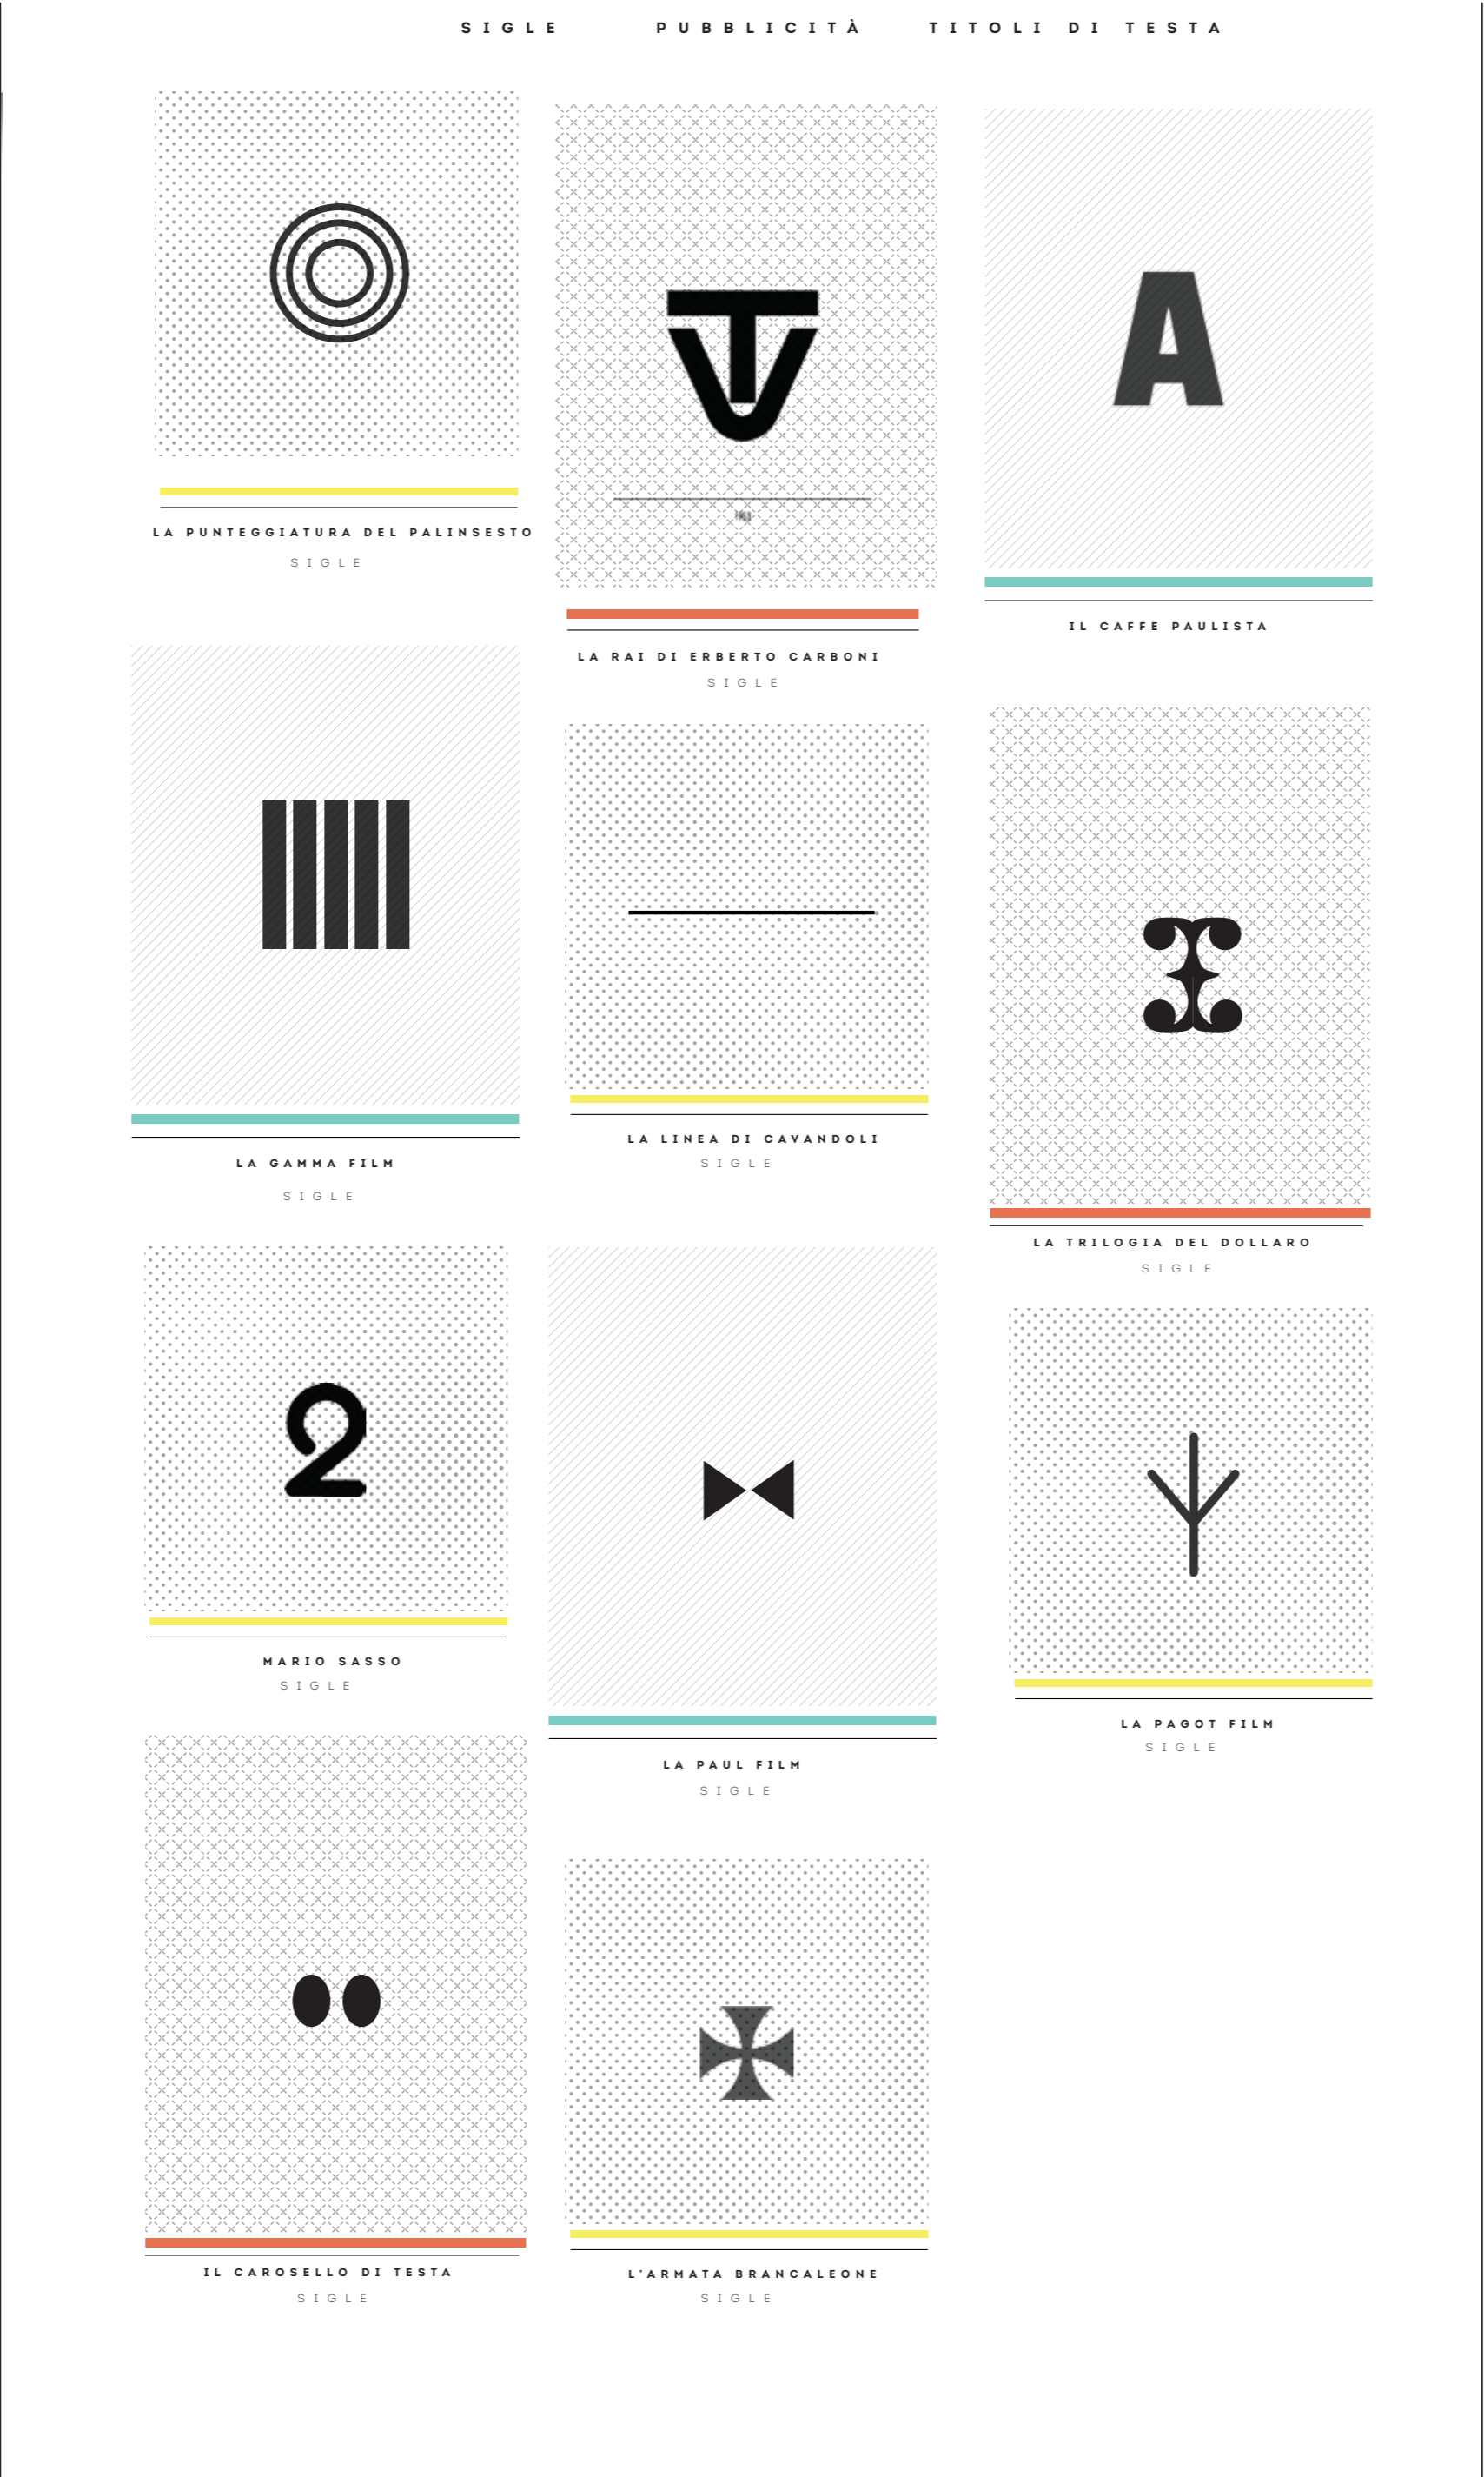 SIGLE PUBBLICITÀ TITOLI DI TESTA
LA PUNTEGGIATURA DEL PALINSESTO
SIGLE
TV
LA RAI DI ERBERTO CARBONI
SIGLE
A
IL CAFFE PAULISTA
LA GAMMA FILM
SIGLE
LA LINEA DI CAVANDOLI
SIGLE
LA TRILOGIA DEL DOLLARO
SIGLE
2
MARIO SASSO
SIGLE
LA PAUL FILM
SIGLE
LA PAGOT FILM
SIGLE
IL CAROSELLO DI TESTA
SIGLE
L'ARMATA BRANCALEONE
SIGLE